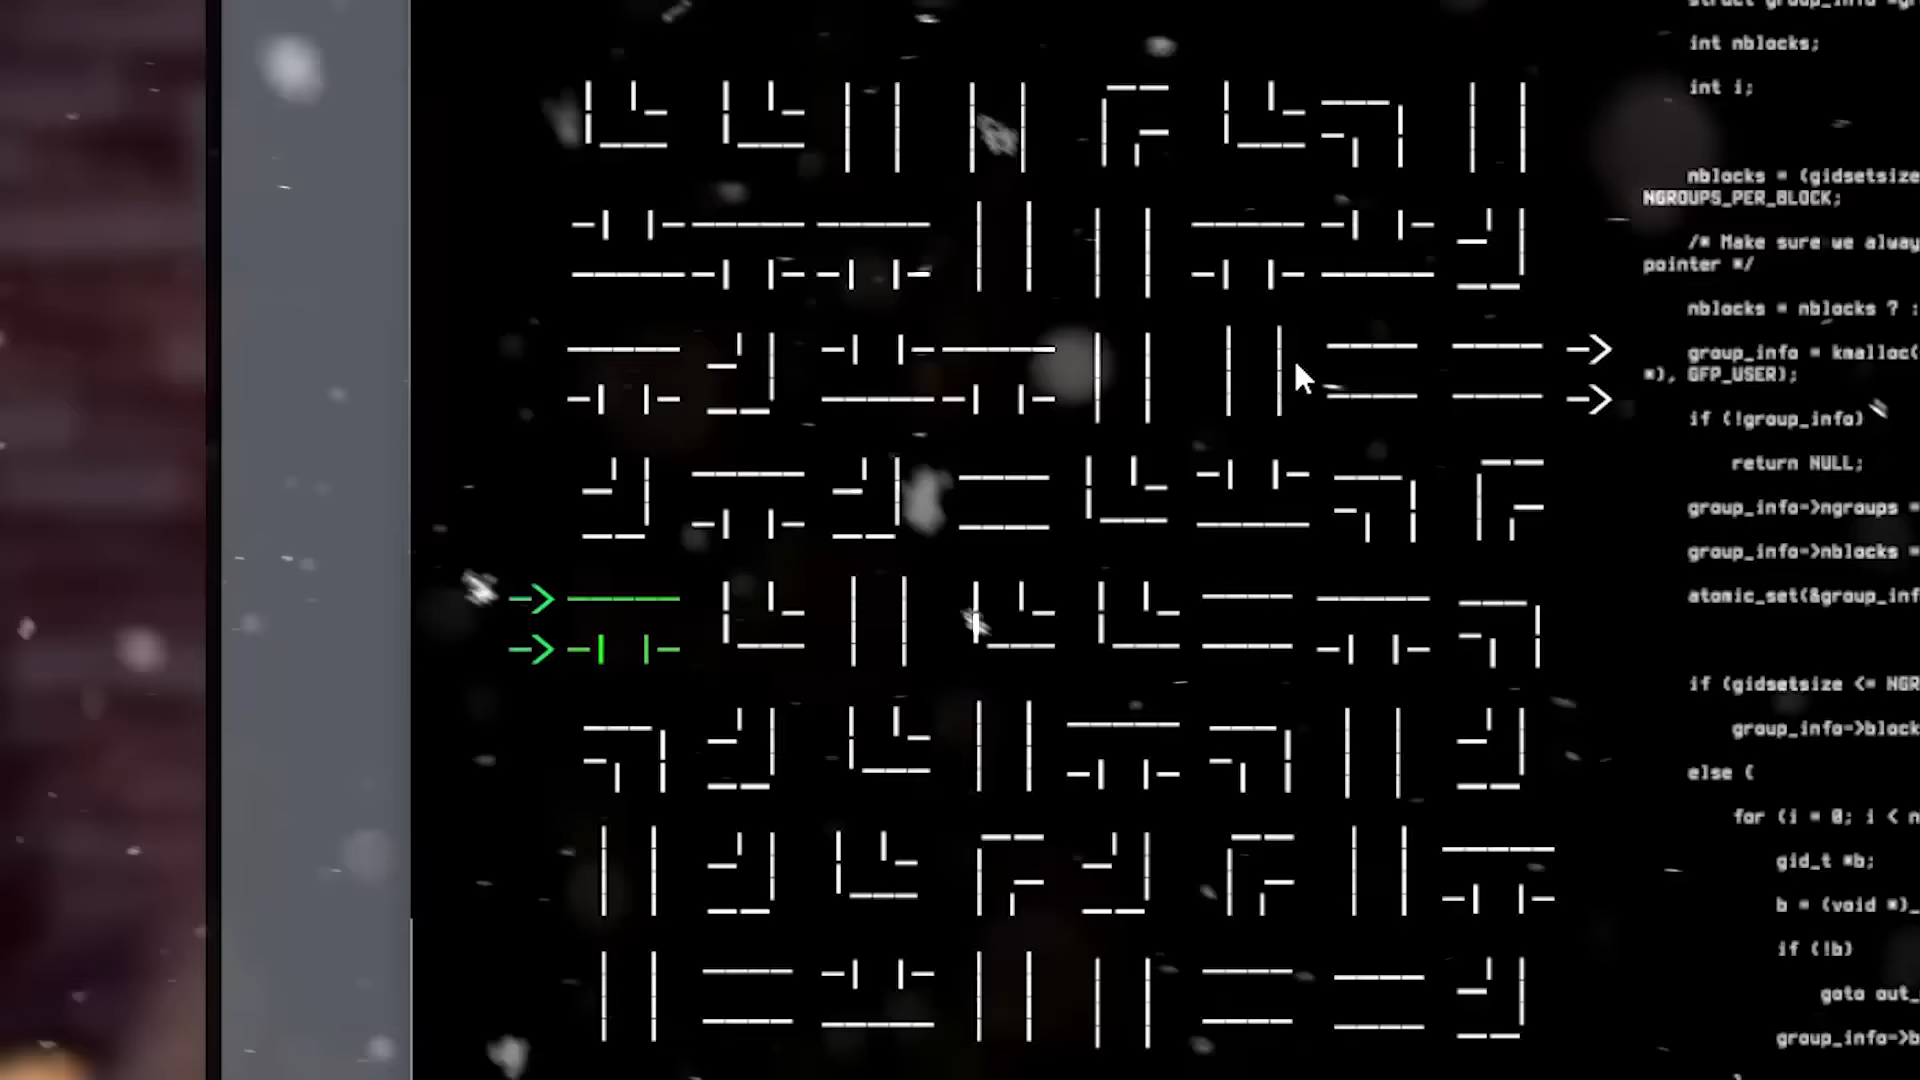 int nblocks;
int i;
nblocks = (gidsetsize
NGROUPS_PER_BLOCK;
/* Make sure we alway
pointer */
nblocks = nblocks ? :
group_info = kmalloc(
*), GFP_USER);
if (!group_info)
return NULL;
group_info->ngroups =
group_info->nblocks =
atomic_set(&group_inf
if (gidsetsize <= NGR
group_info->block
else {
for (i = 0; i < n
gid_t *b;
b = (void *)_
if (!b)
goto out_
group_info->b